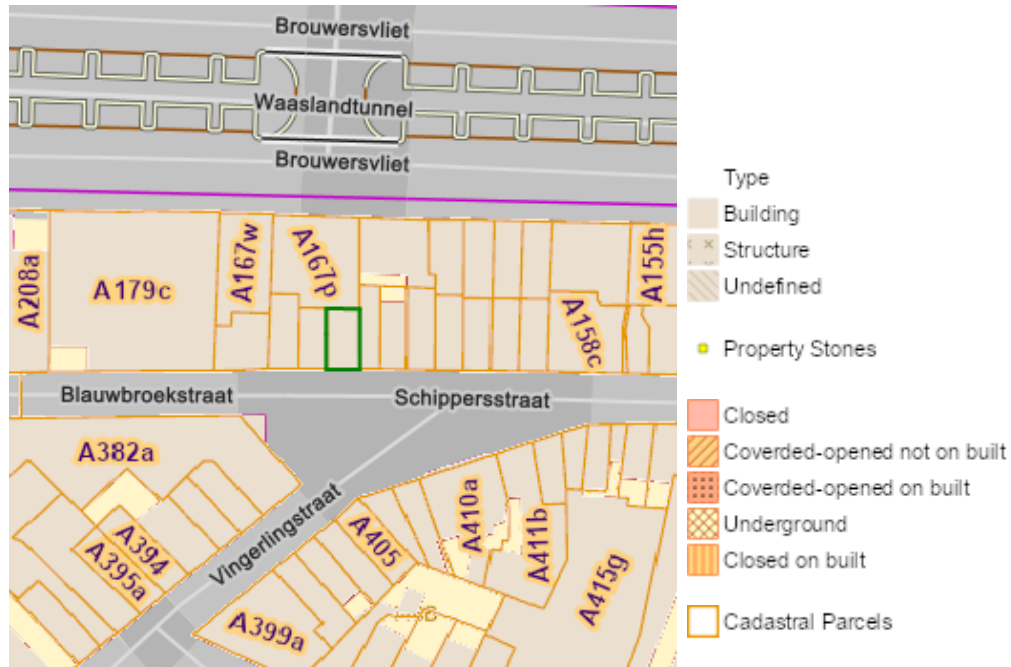 Brouwersvliet
Waaslandtunnel
Brouwersvliet
A208a
A179c
A167w
A167p
A158c
A155h
Blauwbroekstraat
Schippersstraat
A382a
A394
A395a
Vingerlingstraat
A405
A410a
A411b
A415g
A399a
Type
Building
Structure
Undefined
Property Stones
Closed
Coverded-opened not on built
Coverded-opened on built
Underground
Closed on built
Cadastral Parcels